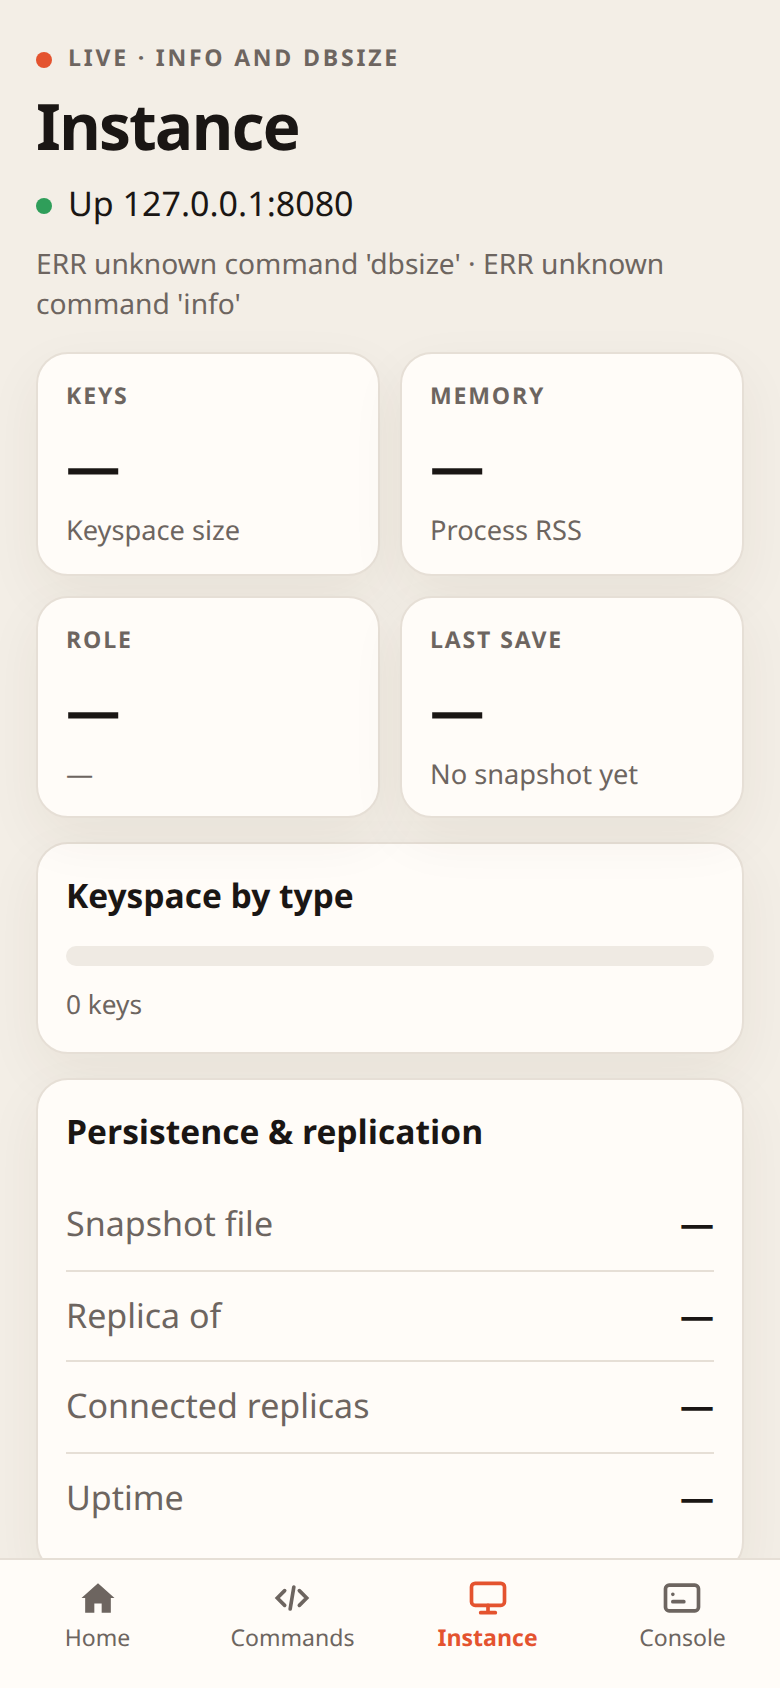 LIVE · INFO AND DBSIZE
Instance
Up 127.0.0.1:8080
ERR unknown command 'dbsize' · ERR unknown
command 'info'
KEYS
—
Keyspace size
MEMORY
—
Process RSS
ROLE
—
—
LAST SAVE
—
No snapshot yet
Keyspace by type
0 keys
Persistence & replication
Snapshot file —
Replica of —
Connected replicas —
Uptime —
Home
Commands
Instance
Console